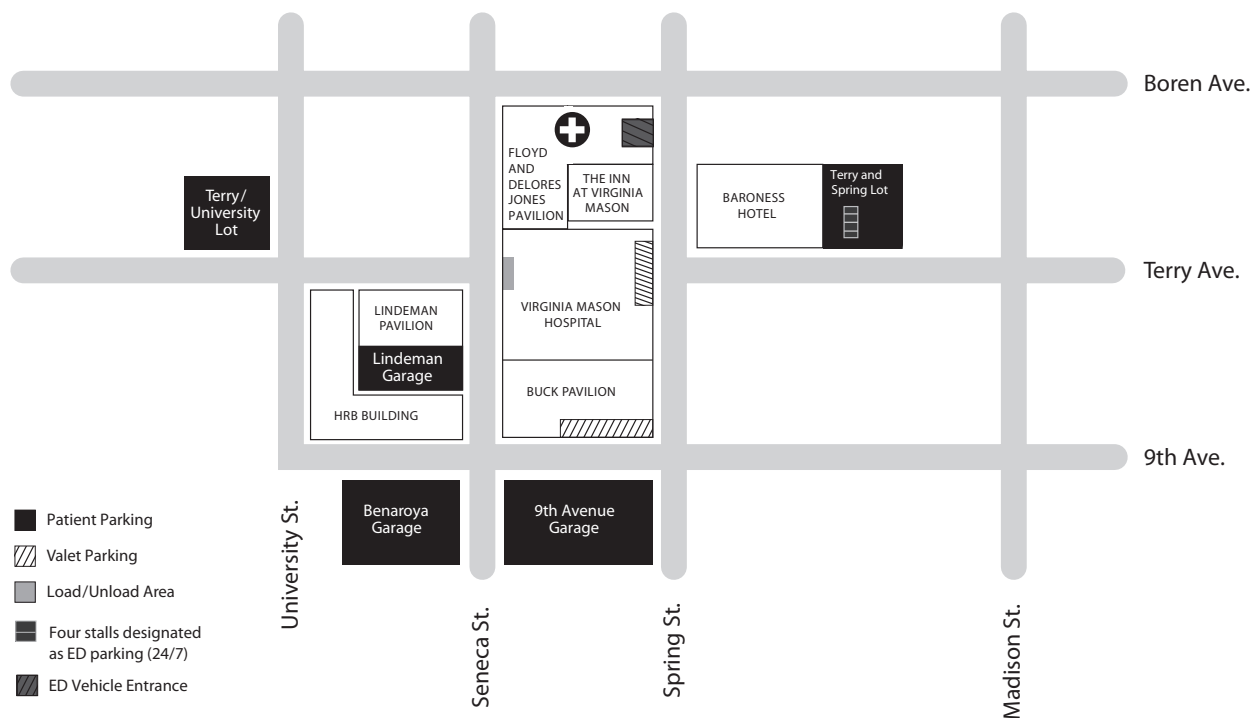 Boren Ave.
FLOYD
AND
DELORES
JONES
PAVILION
THE INN
AT VIRGINIA
MASON
BARONESS
HOTEL
Terry and
Spring Lot
Terry/
University
Lot
Terry Ave.
LINDEMAN
PAVILION
Lindeman
Garage
HRB BUILDING
VIRGINIA MASON
HOSPITAL
BUCK PAVILION
9th Ave.
Benaroya
Garage
9th Avenue
Garage
Patient Parking
Valet Parking
Load/Unload Area
Four stalls designated
as ED parking (24/7)
ED Vehicle Entrance
University St.
Seneca St.
Spring St.
Madison St.